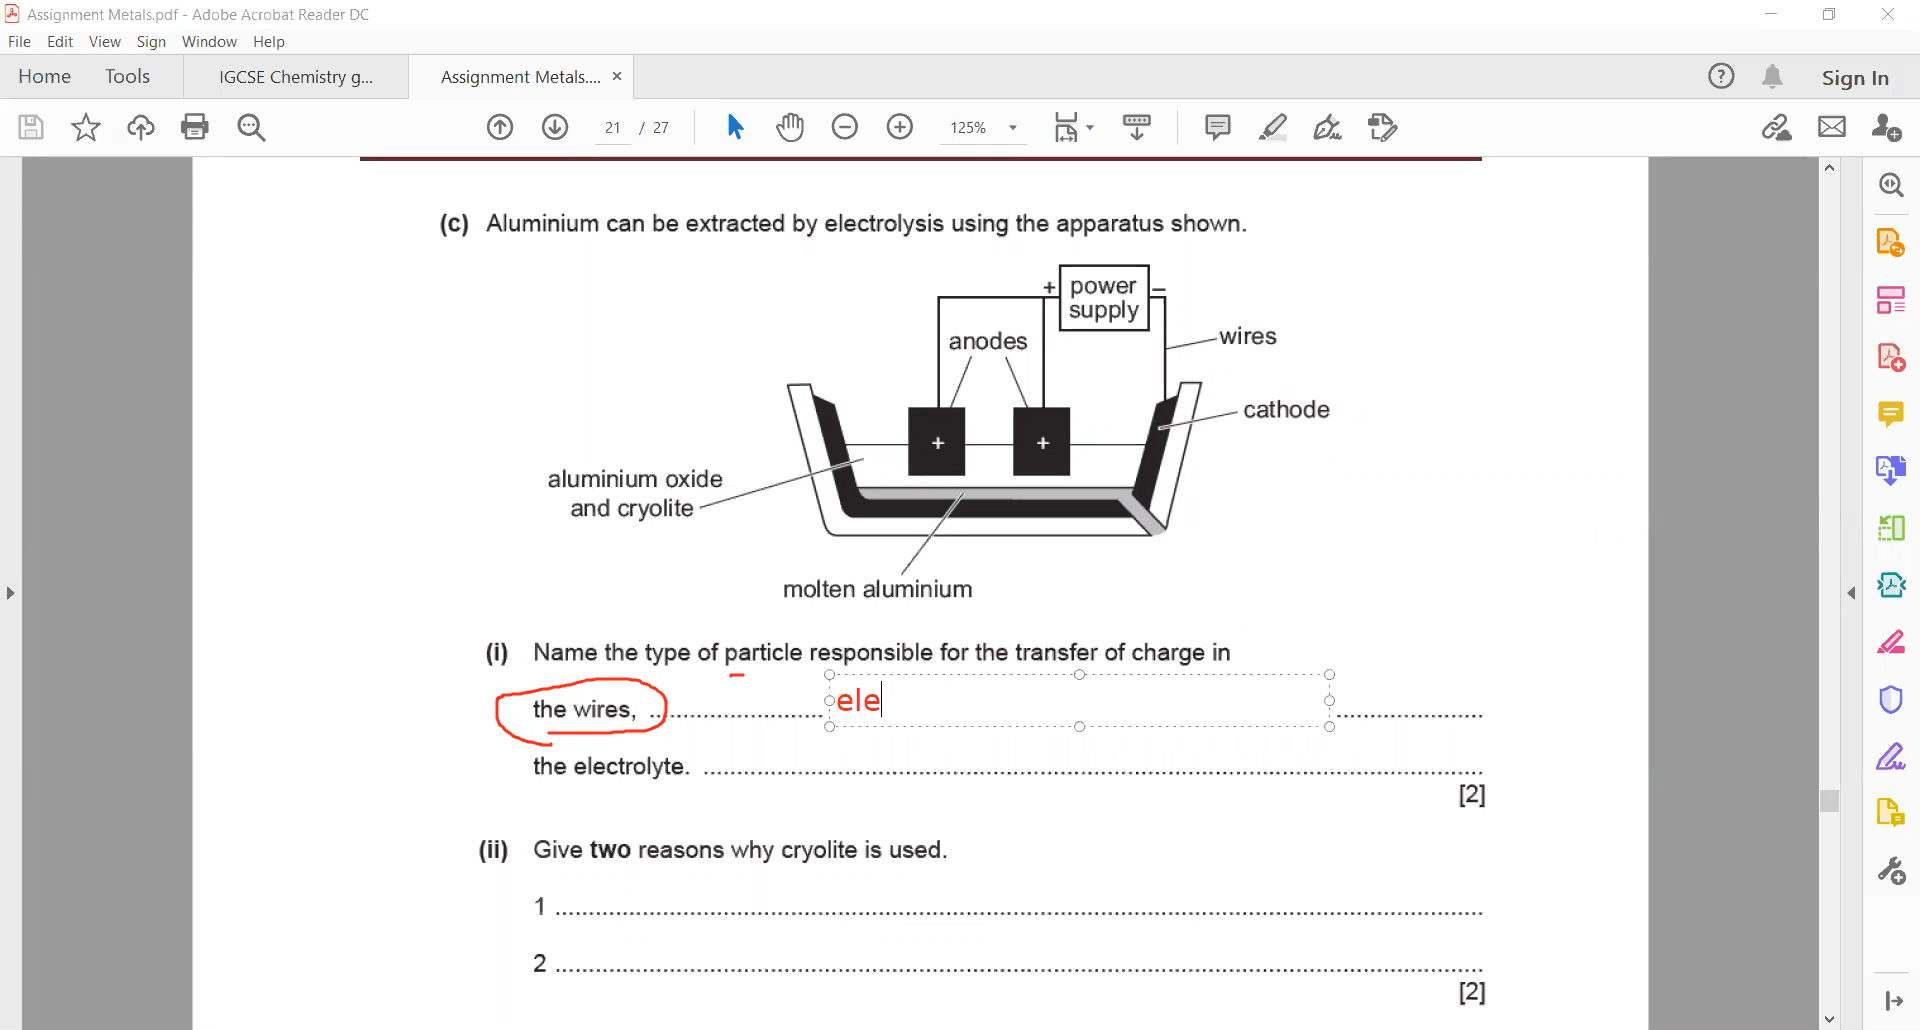 Assignment Metals.pdf - Adobe Acrobat Reader DC
File Edit View Sign Window Help
Home Tools IGCSE Chemistry g... Assignment Metals.... × ? Sign In
21 / 27 125%
(c) Aluminium can be extracted by electrolysis using the apparatus shown.
+ power supply –
anodes
wires
+ +
cathode
aluminium oxide
and cryolite
molten aluminium
(i) Name the type of particle responsible for the transfer of charge in
the wires, .......... ele ..........
the electrolyte. ....................
[2]
(ii) Give two reasons why cryolite is used.
1 ....................
2 ....................
[2]